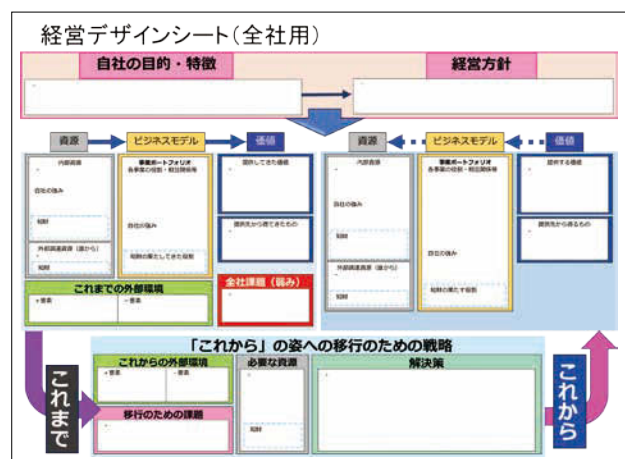 経営デザインシート(全社用)
自社の目的・特徴
経営方針
資源
ビジネスモデル
価値
資源
ビジネスモデル
価値
内部資源
自社の強み
知財
外部調達資源(誰から)
知財
事業ポートフォリオ
各事業の役割・相互関係等
自社の強み
知財の果たしてきた役割
提供してきた価値
提供先から得てきたもの
内部資源
自社の強み
知財
外部調達資源(誰から)
知財
事業ポートフォリオ
各事業の役割・相互関係等
自社の強み
知財の果たす役割
提供する価値
提供先から得るもの
これまでの外部環境
+要素
-要素
全社課題(弱み)
「これから」の姿への移行のための戦略
これからの外部環境
+要素
-要素
移行のための課題
必要な資源
知財
解決策
これまで
これから